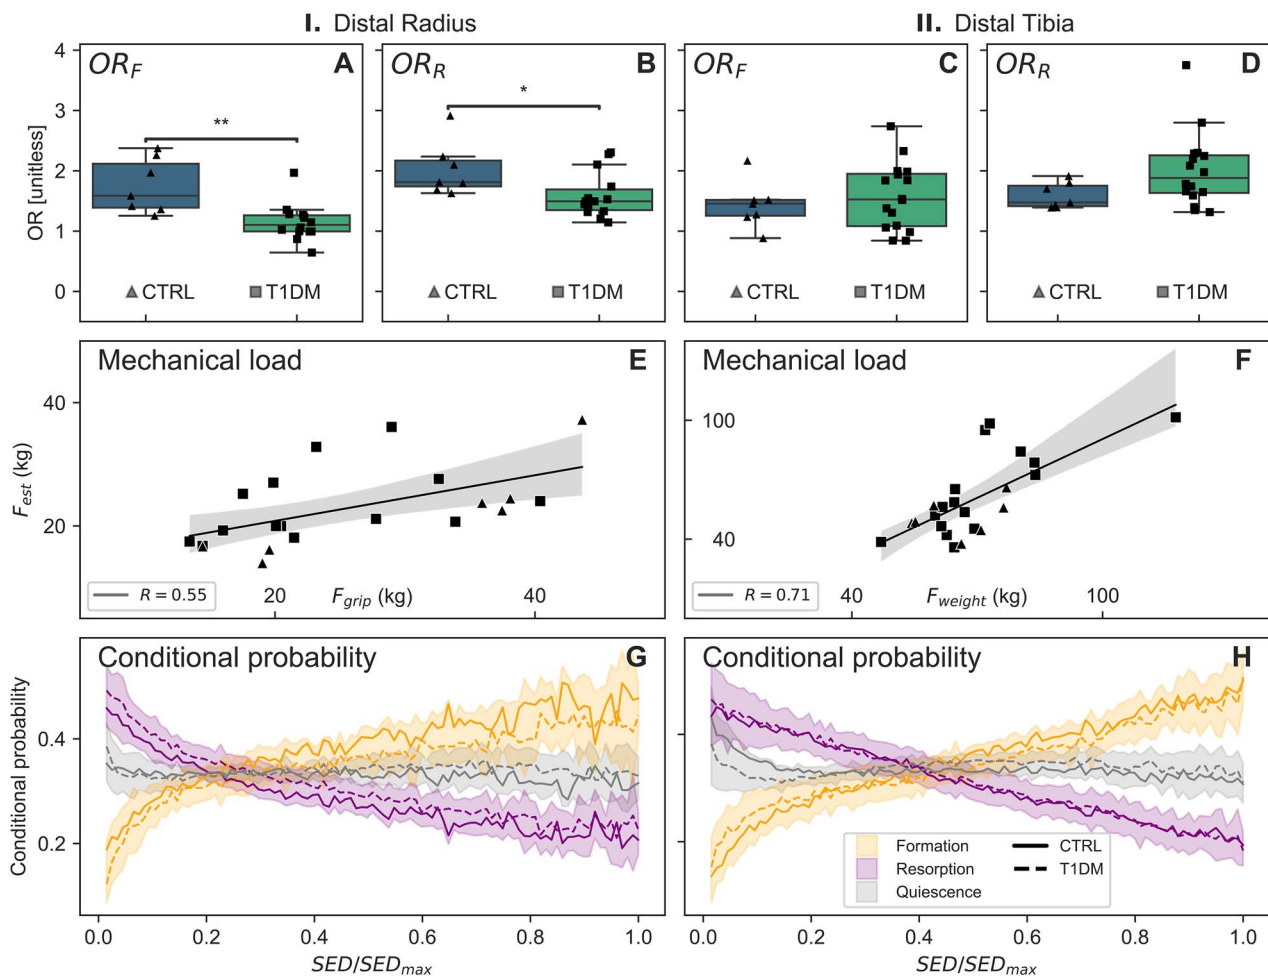 I. Distal Radius
II. Distal Tibia
OR_F A
OR_R B
OR_F C
OR_R D
4
3
2
1
0
OR [unitless]
**
*
CTRL T1DM
CTRL T1DM
CTRL T1DM
CTRL T1DM
Mechanical load E
Mechanical load F
40
20
F_est (kg)
R = 0.55
20 F_grip (kg) 40
100
40
R = 0.71
40 F_weight (kg) 100
Conditional probability G
Conditional probability H
0.4
0.2
Conditional probability
Formation
Resorption
Quiescence
CTRL
T1DM
0.0 0.2 0.4 0.6 0.8 1.0
SED/SED_max
0.0 0.2 0.4 0.6 0.8 1.0
SED/SED_max